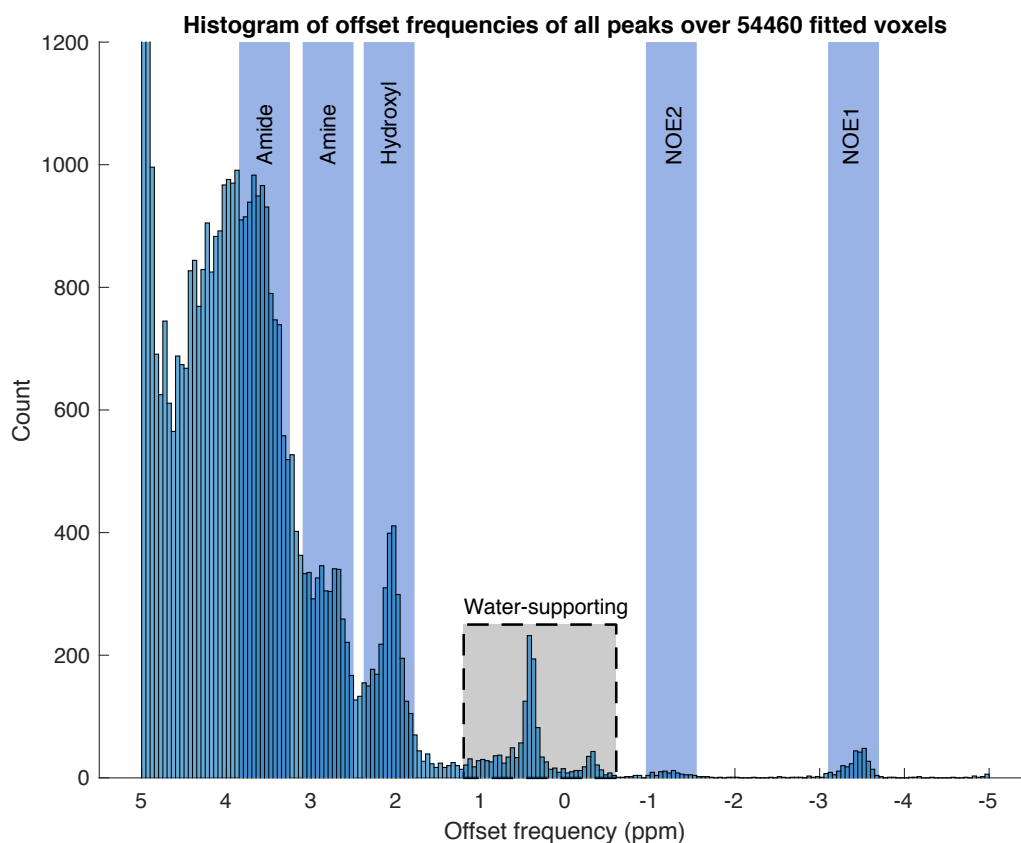 Histogram of offset frequencies of all peaks over 54460 fitted voxels
1200
1000
800
600
400
200
0
Count
Amide
Amine
Hydroxyl
NOE2
NOE1
Water-supporting
5 4 3 2 1 0 -1 -2 -3 -4 -5
Offset frequency (ppm)